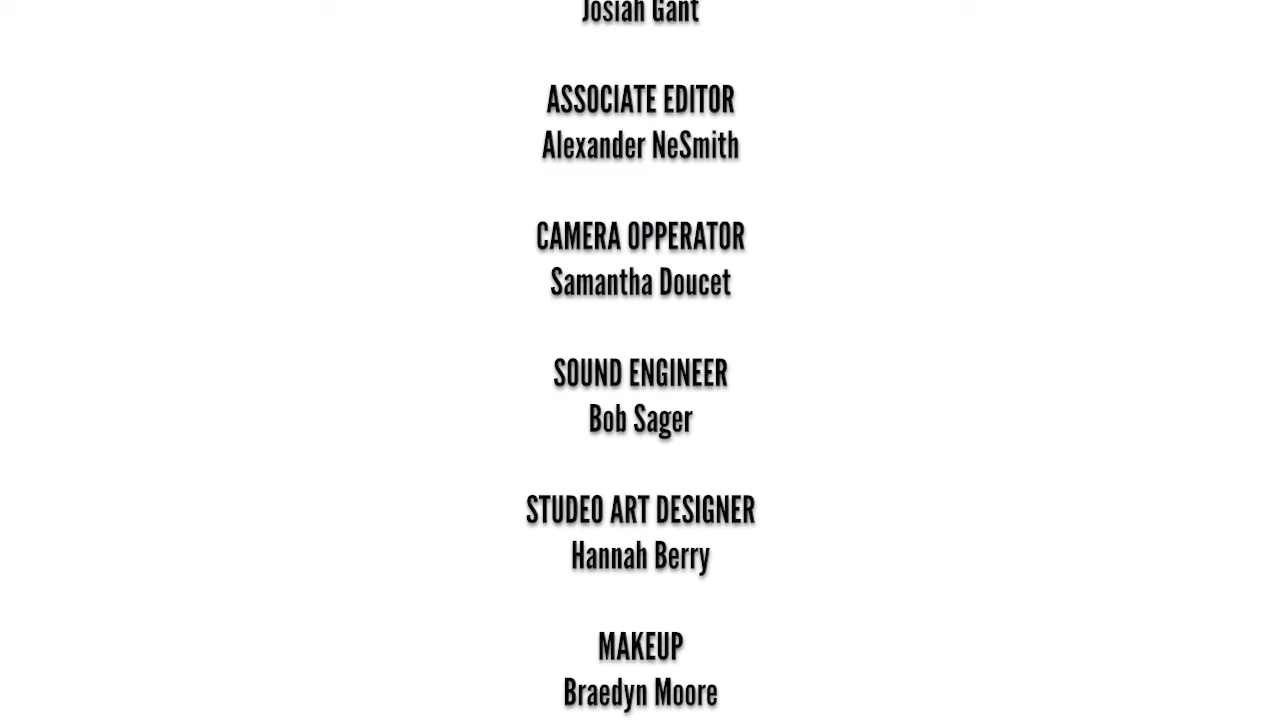 Josiah Gant
ASSOCIATE EDITOR
Alexander NeSmith
CAMERA OPPERATOR
Samantha Doucet
SOUND ENGINEER
Bob Sager
STUDEO ART DESIGNER
Hannah Berry
MAKEUP
Braedyn Moore